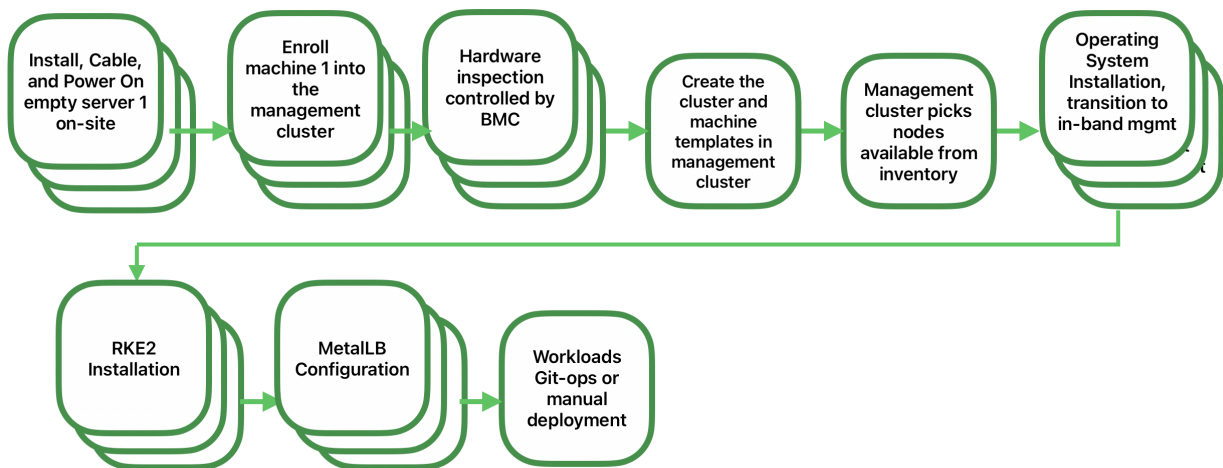 Install, Cable,
and Power On
empty server 1
on-site
Enroll
machine 1 into
the
management
cluster
Hardware
inspection
controlled by
BMC
Create the
cluster and
machine
templates in
management
cluster
Management
cluster picks
nodes
available from
inventory
Operating
System
Installation,
transition to
in-band mgmt
RKE2
Installation
MetalLB
Configuration
Workloads
Git-ops or
manual
deployment